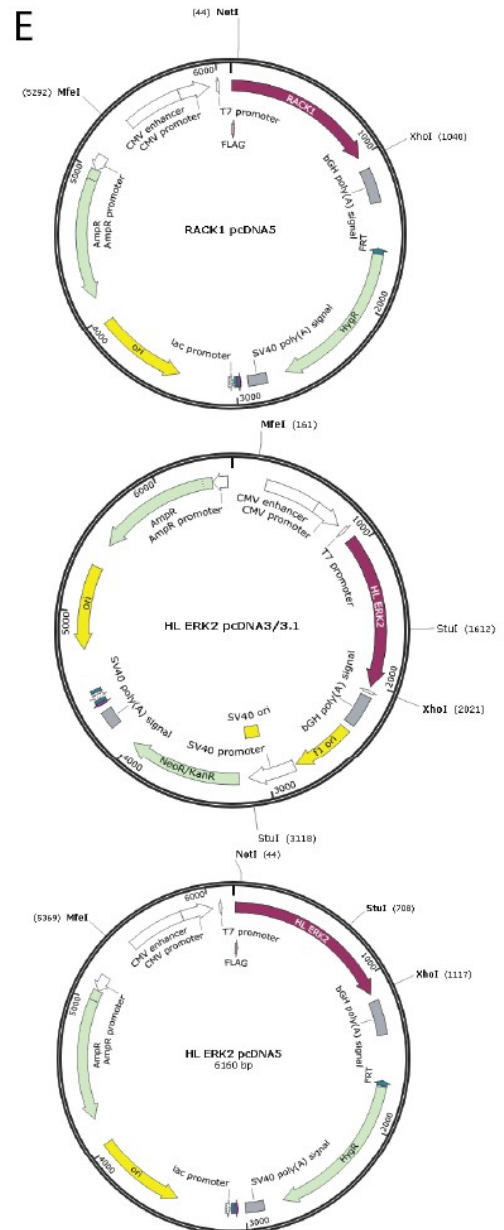 E
(44) NotI
6000
(5292) MfeI
CMV enhancer
CMV promoter
T7 promoter
FLAG
RACK1
1000
XhoI (1040)
bGH poly(A) signal
FRT
5000
AmpR promoter
AmpR
RACK1 pcDNA5
2000
HygR
4000
ori
lac promoter
SV40 poly(A) signal
3000
MfeI (161)
6000
AmpR
AmpR promoter
CMV enhancer
CMV promoter
1000
T7 promoter
HL ERK2
ori
5000
HL ERK2 pcDNA3/3.1
StuI (1612)
2000
XhoI (2021)
SV40 poly(A) signal
SV40 ori
SV40 promoter
bGH poly(A) signal
f1 ori
4000
NeoR/KanR
3000
StuI (3118)
NotI (44)
6000
(5369) MfeI
StuI (708)
CMV enhancer
CMV promoter
T7 promoter
FLAG
HL ERK2
1000
XhoI (1117)
bGH poly(A) signal
FRT
5000
AmpR promoter
AmpR
HL ERK2 pcDNA5
6160 bp
2000
HygR
4000
ori
lac promoter
SV40 poly(A) signal
3000